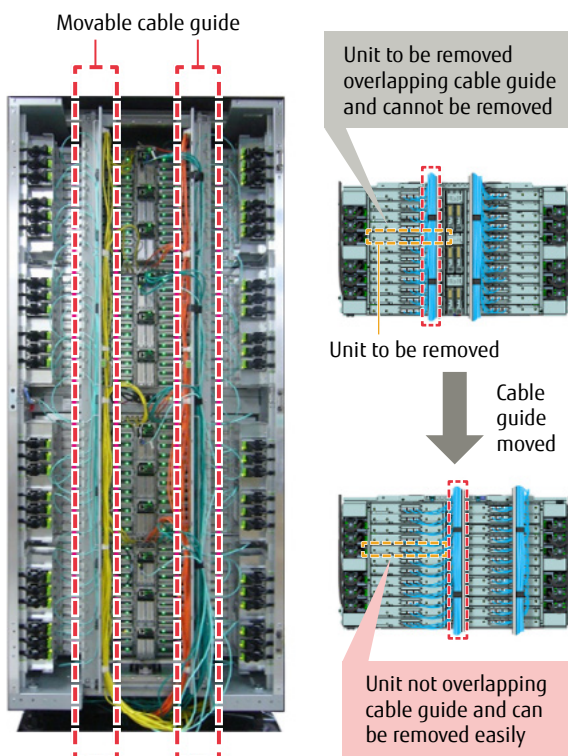 Movable cable guide
Unit to be removed
overlapping cable guide
and cannot be removed
Unit to be removed
Cable
guide
moved
Unit not overlapping
cable guide and can
be removed easily